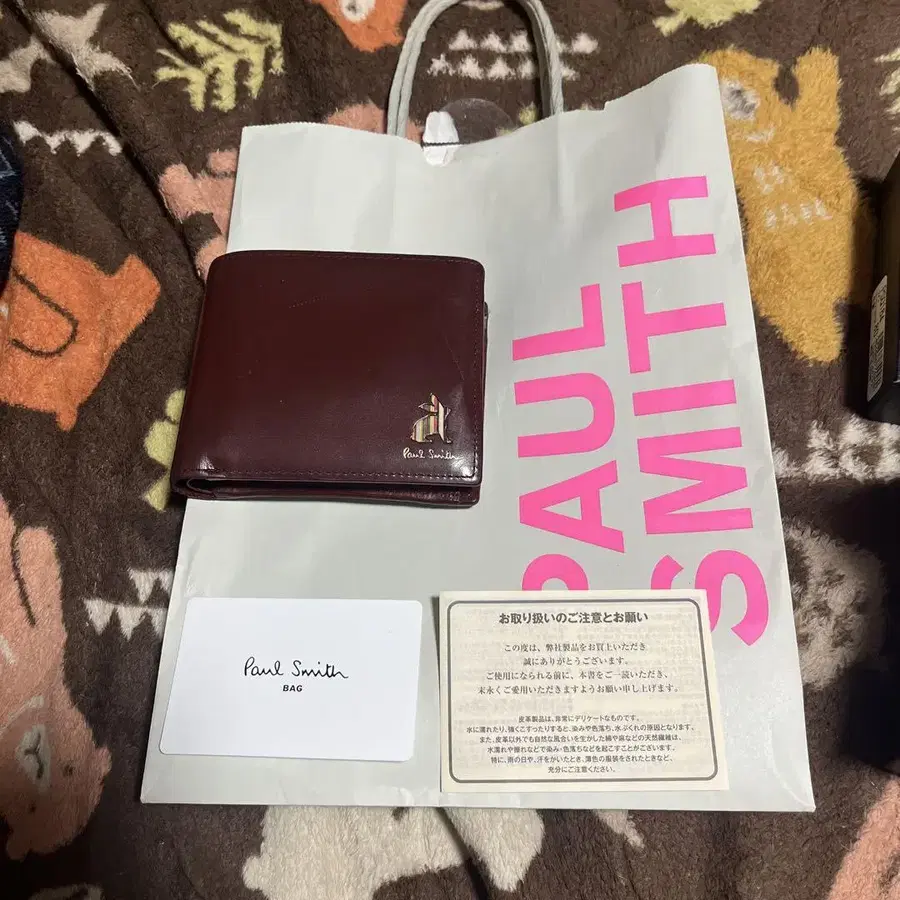 PAUL
SMITH
Paul Smith
Paul Smith
BAG
お取り扱いのご注意とお願い
この度は、弊社製品をお買上いただき
誠にありがとうございます。
ご使用になられる前に、本書をご一読いただき、
末永くご愛用いただきますようお願い申し上げます。
皮革製品は、非常にデリケートなものです。
水に濡れたり、強くこすったりすると、染みや色落ち、水ぶくれの原因となります。
また、皮革以外でも自然な風合いを生かした綿や麻などの天然繊維は、
水濡れや擦れなどで染み・色落ちなどを起こすことがございます。
特に、雨の日や、汗をかいたとき、薄色の服装をされたときなど、
充分にご注意ください。